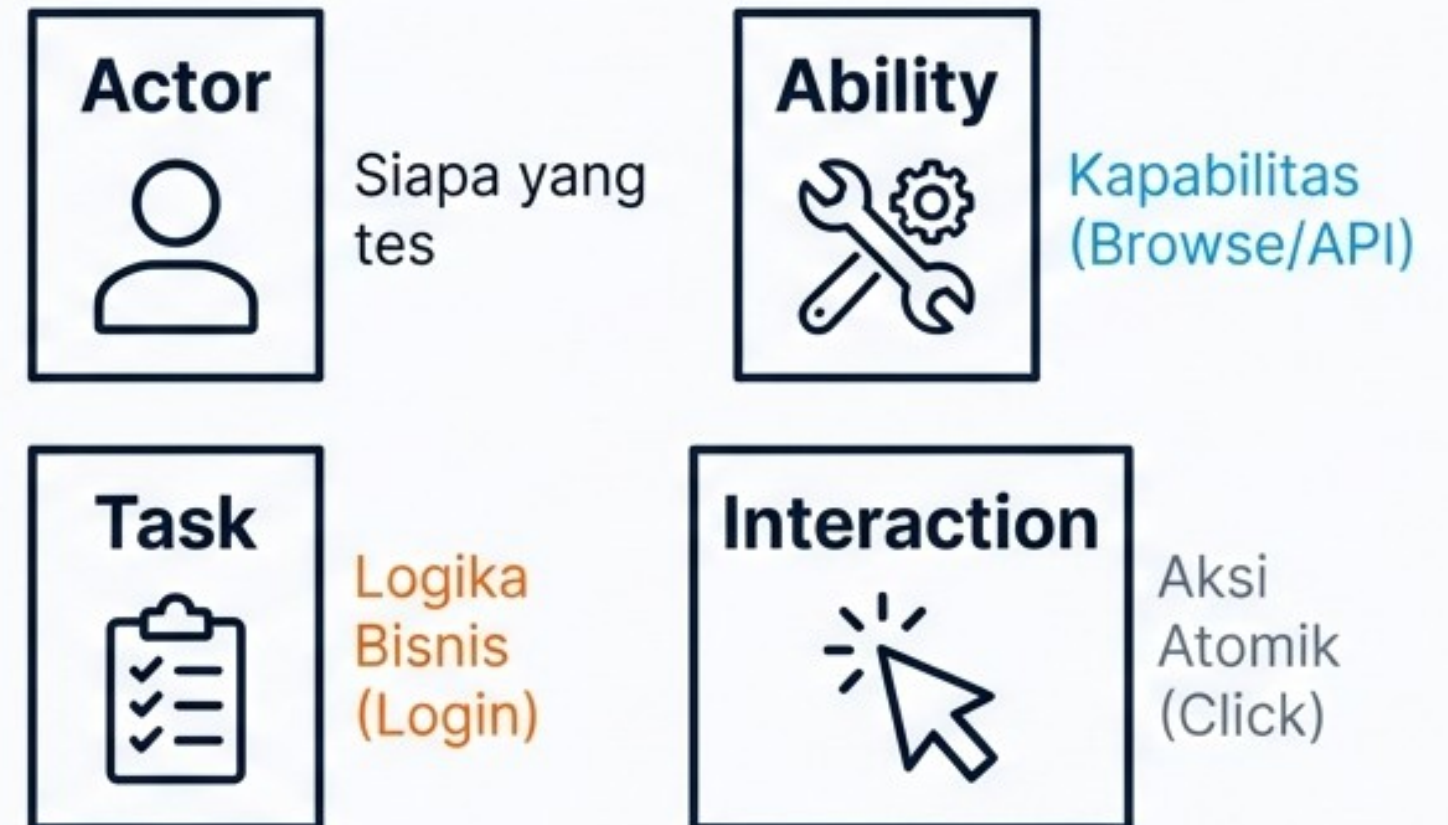 Actor
Siapa yang
tes
Ability
Kapabilitas
(Browse/API)
Task
Logika
Bisnis
(Login)
Interaction
Aksi
Atomik
(Click)